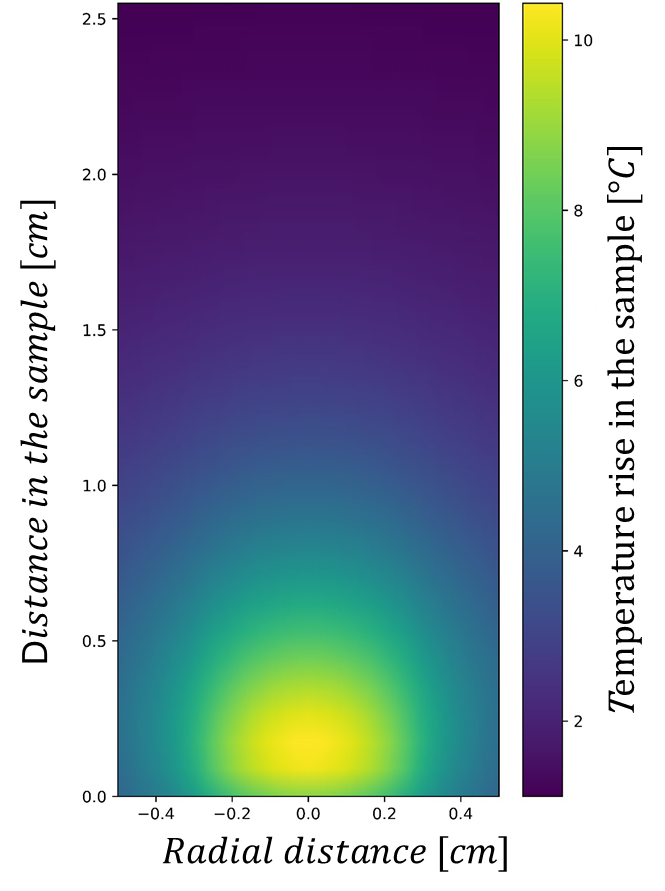 2.5
2.0
1.5
1.0
0.5
0.0
−0.4 −0.2 0.0 0.2 0.4
Distance in the sample [cm]
Radial distance [cm]
10
8
6
4
2
Temperature rise in the sample [°C]